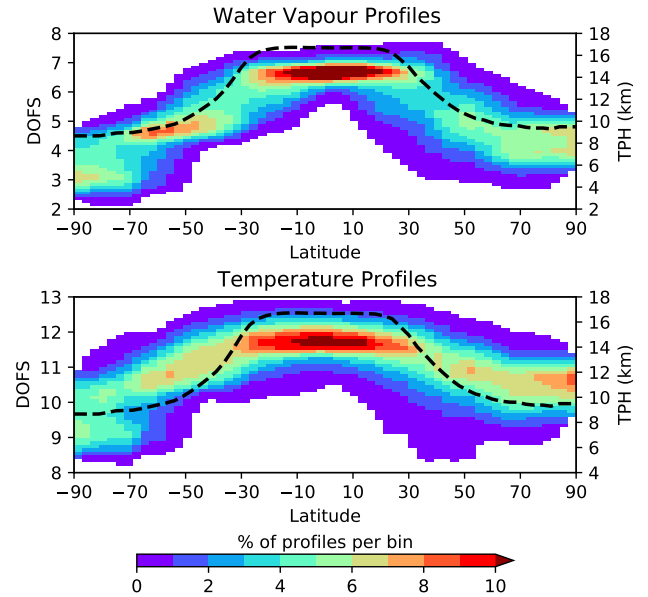 Water Vapour Profiles
8
7
6
5
4
3
2
DOFS
18
16
14
12
10
8
6
4
2
TPH (km)
−90 −70 −50 −30 −10 10 30 50 70 90
Latitude
Temperature Profiles
13
12
11
10
9
8
DOFS
18
16
14
12
10
8
6
4
TPH (km)
−90 −70 −50 −30 −10 10 30 50 70 90
Latitude
% of profiles per bin
0 2 4 6 8 10